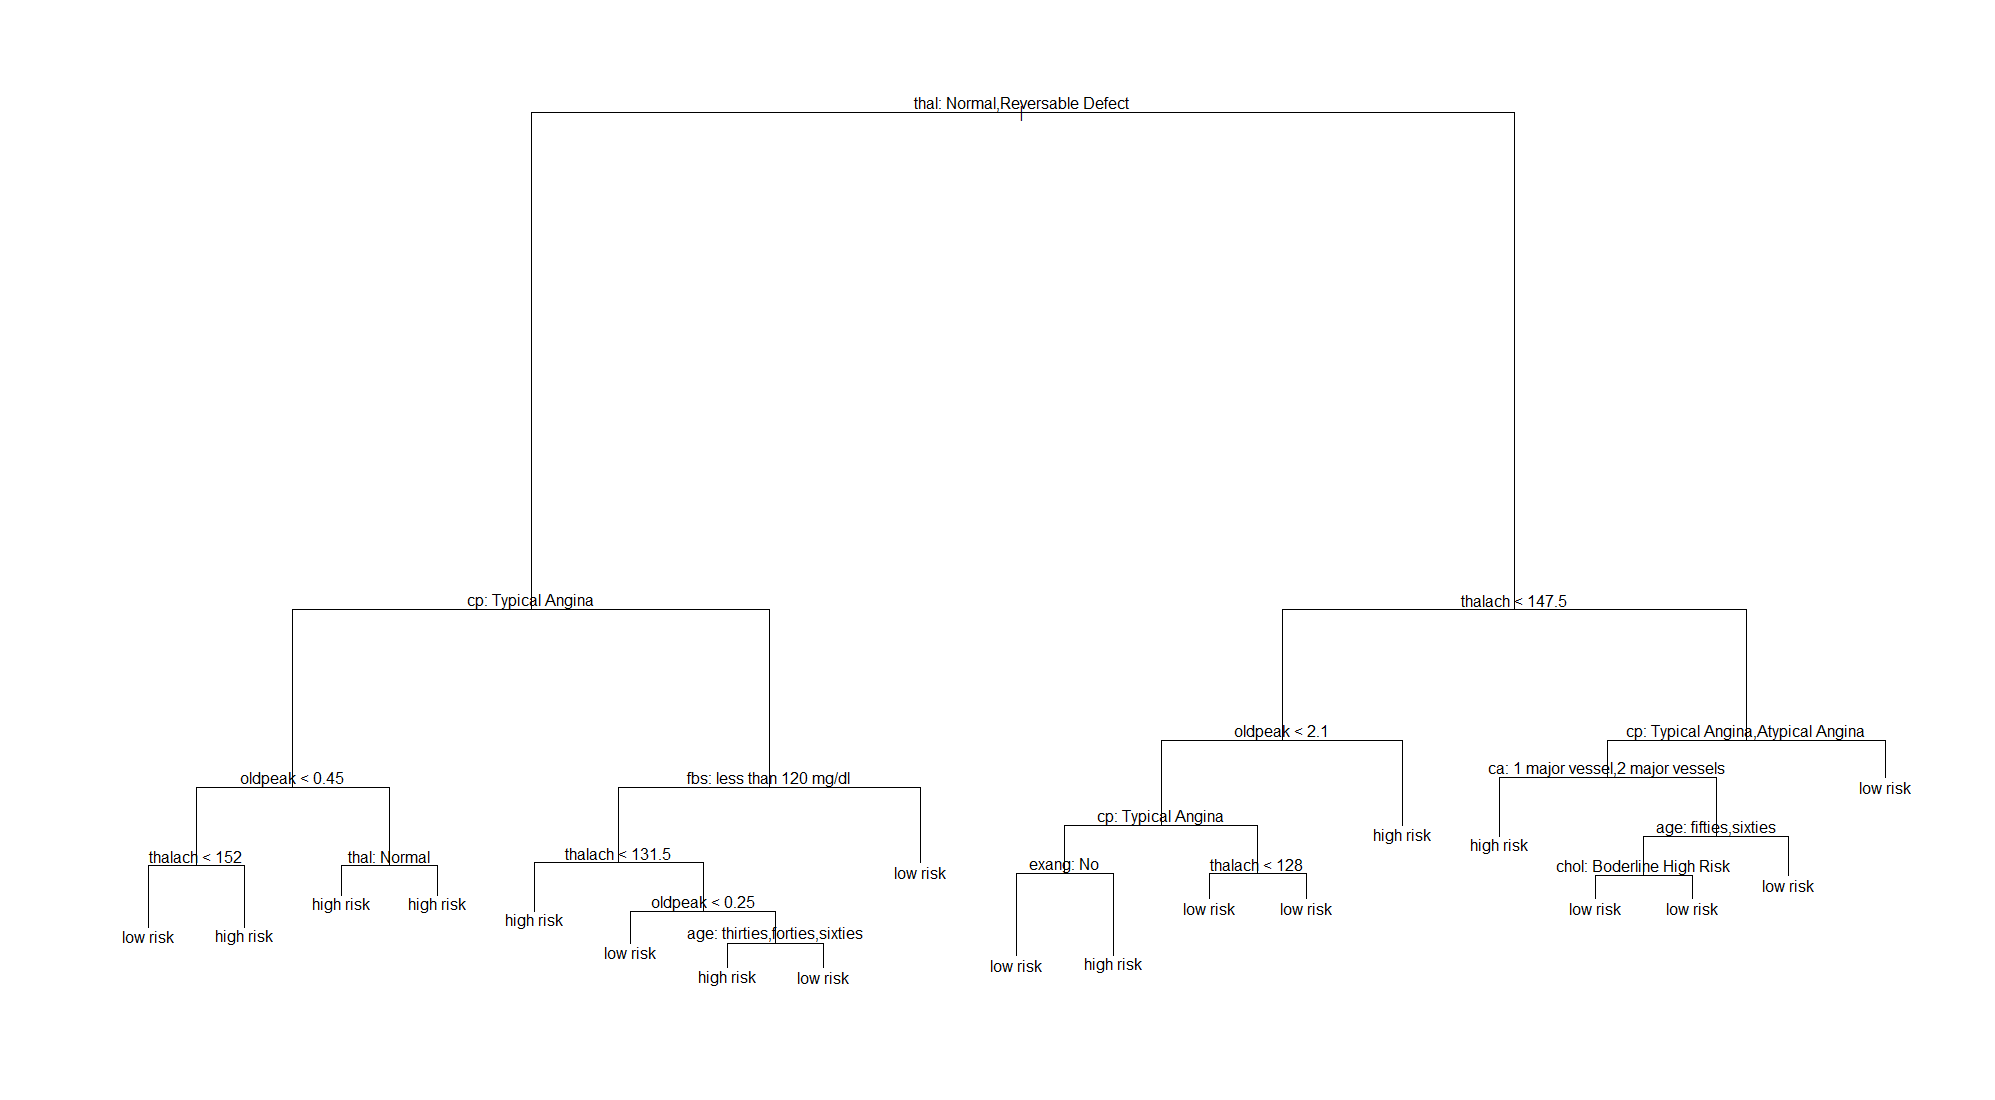 thal: Normal,Reversable Defect
cp: Typical Angina
thalach < 147.5
oldpeak < 2.1
cp: Typical Angina,Atypical Angina
oldpeak < 0.45
fbs: less than 120 mg/dl
ca: 1 major vessel,2 major vessels
low risk
cp: Typical Angina
high risk
high risk
age: fifties,sixties
thalach < 152
thal: Normal
thalach < 131.5
low risk
exang: No
thalach < 128
chol: Boderline High Risk
low risk
high risk
high risk
high risk
oldpeak < 0.25
low risk
low risk
low risk
low risk
low risk
high risk
age: thirties,forties,sixties
low risk
low risk
high risk
high risk
low risk